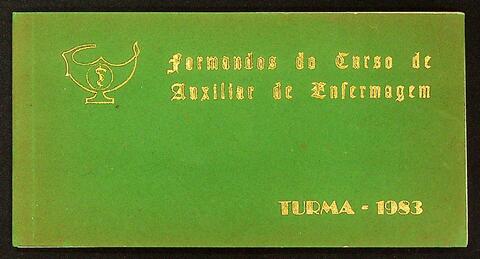 Formandos do Curso de
Auxiliar de Enfermagem
TURMA - 1983